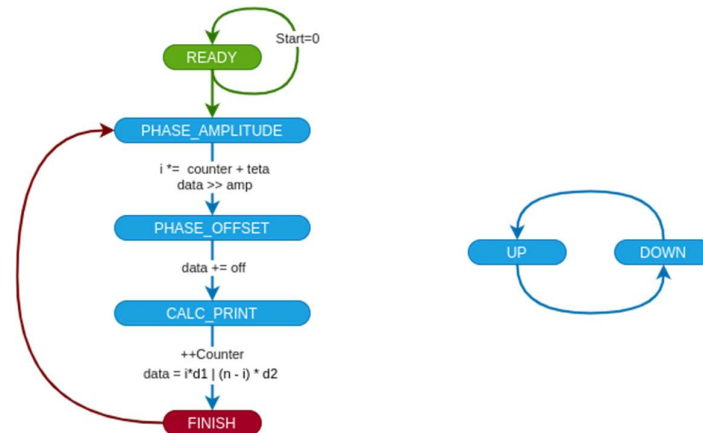 Start=0
READY
PHASE_AMPLITUDE
i *= counter + teta
data >> amp
PHASE_OFFSET
data += off
CALC_PRINT
++Counter
data = i*d1 | (n - i) * d2
FINISH
UP
DOWN